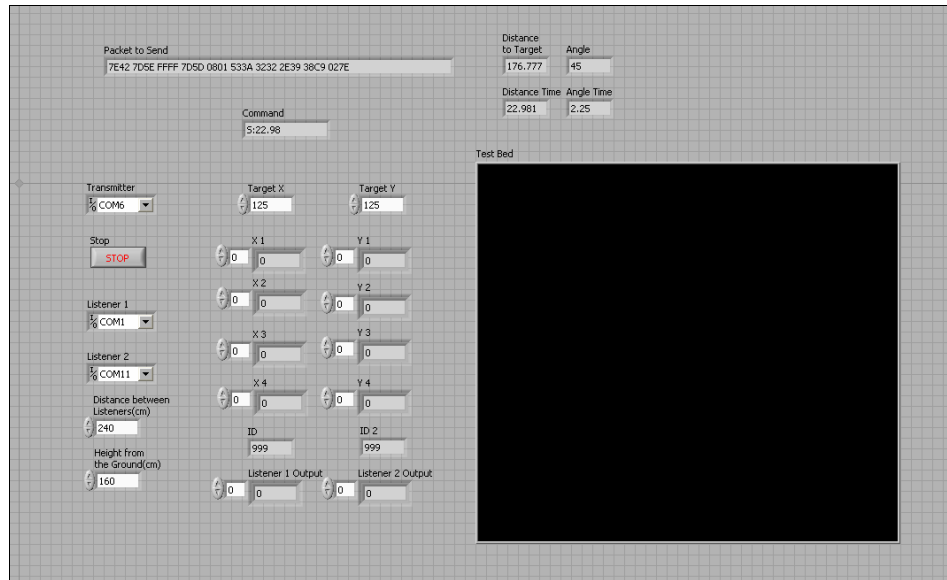 Packet to Send
7E42 7D5E FFFF 7D5D 0801 533A 3232 2E39 38C9 027E
Distance
to Target
Angle
176.777
45
Distance Time
Angle Time
22.981
2.25
Command
S:22.98
Test Bed
Transmitter
I/O COM6
Target X
125
Target Y
125
Stop
STOP
X 1
0
0
Y 1
0
0
X 2
0
0
Y 2
0
0
Listener 1
I/O COM1
X 3
0
0
Y 3
0
0
Listener 2
I/O COM11
X 4
0
0
Y 4
0
0
Distance between
Listeners(cm)
240
ID
999
ID 2
999
Height from
the Ground(cm)
160
Listener 1 Output
0
0
Listener 2 Output
0
0